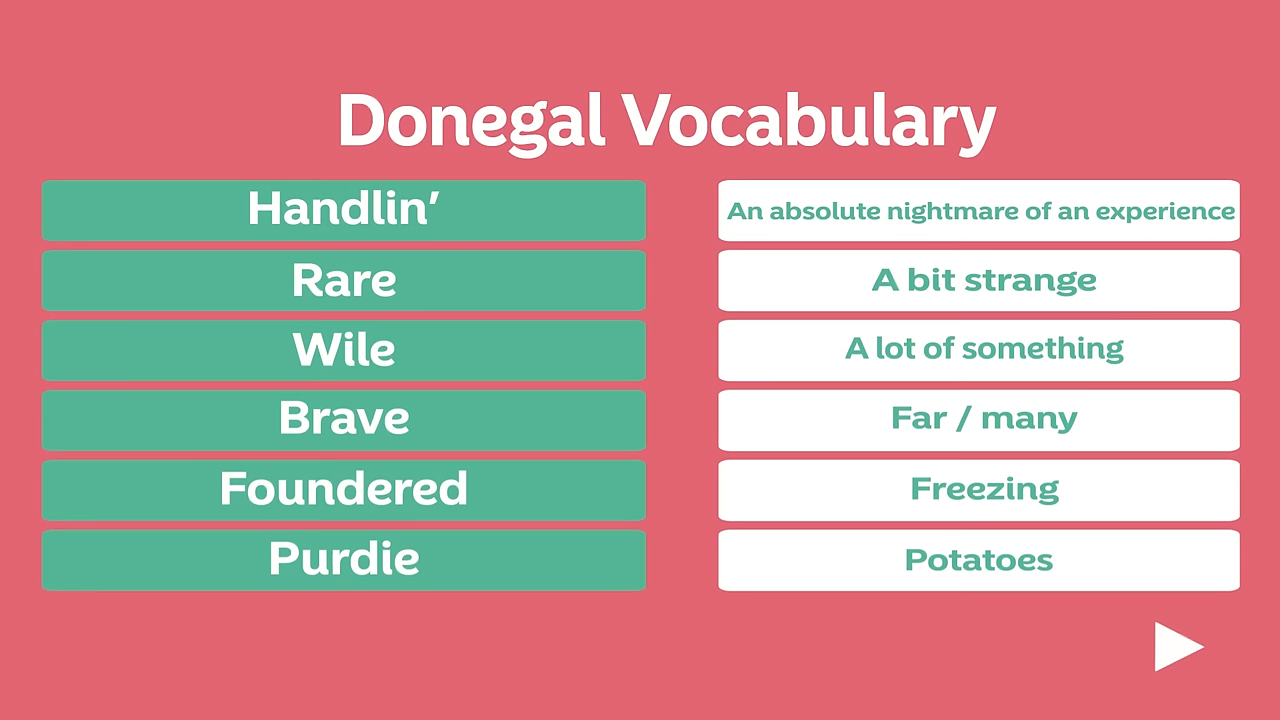 Donegal Vocabulary
Handlin’
An absolute nightmare of an experience
Rare
A bit strange
Wile
A lot of something
Brave
Far / many
Foundered
Freezing
Purdie
Potatoes